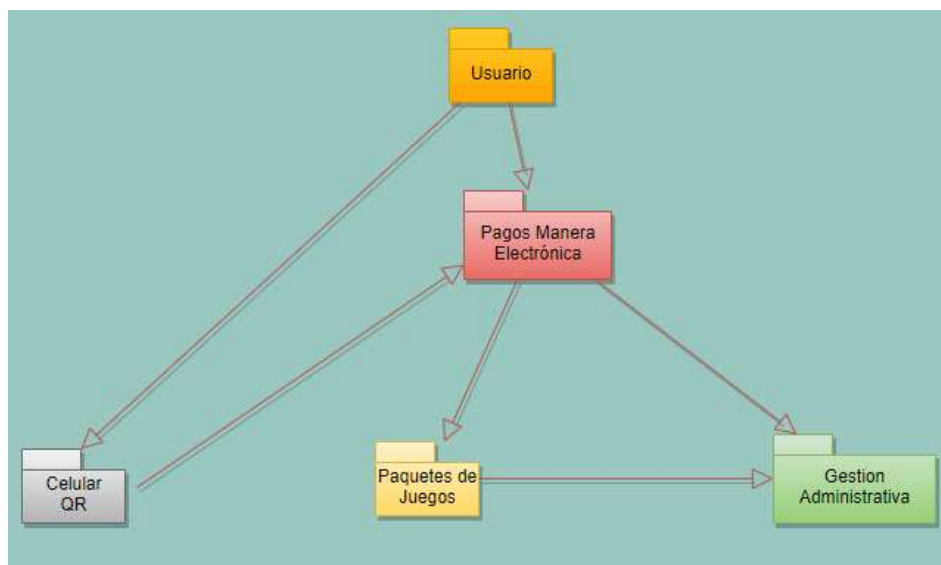 Usuario
Pagos Manera
Electrónica
Celular
QR
Paquetes de
Juegos
Gestion
Administrativa